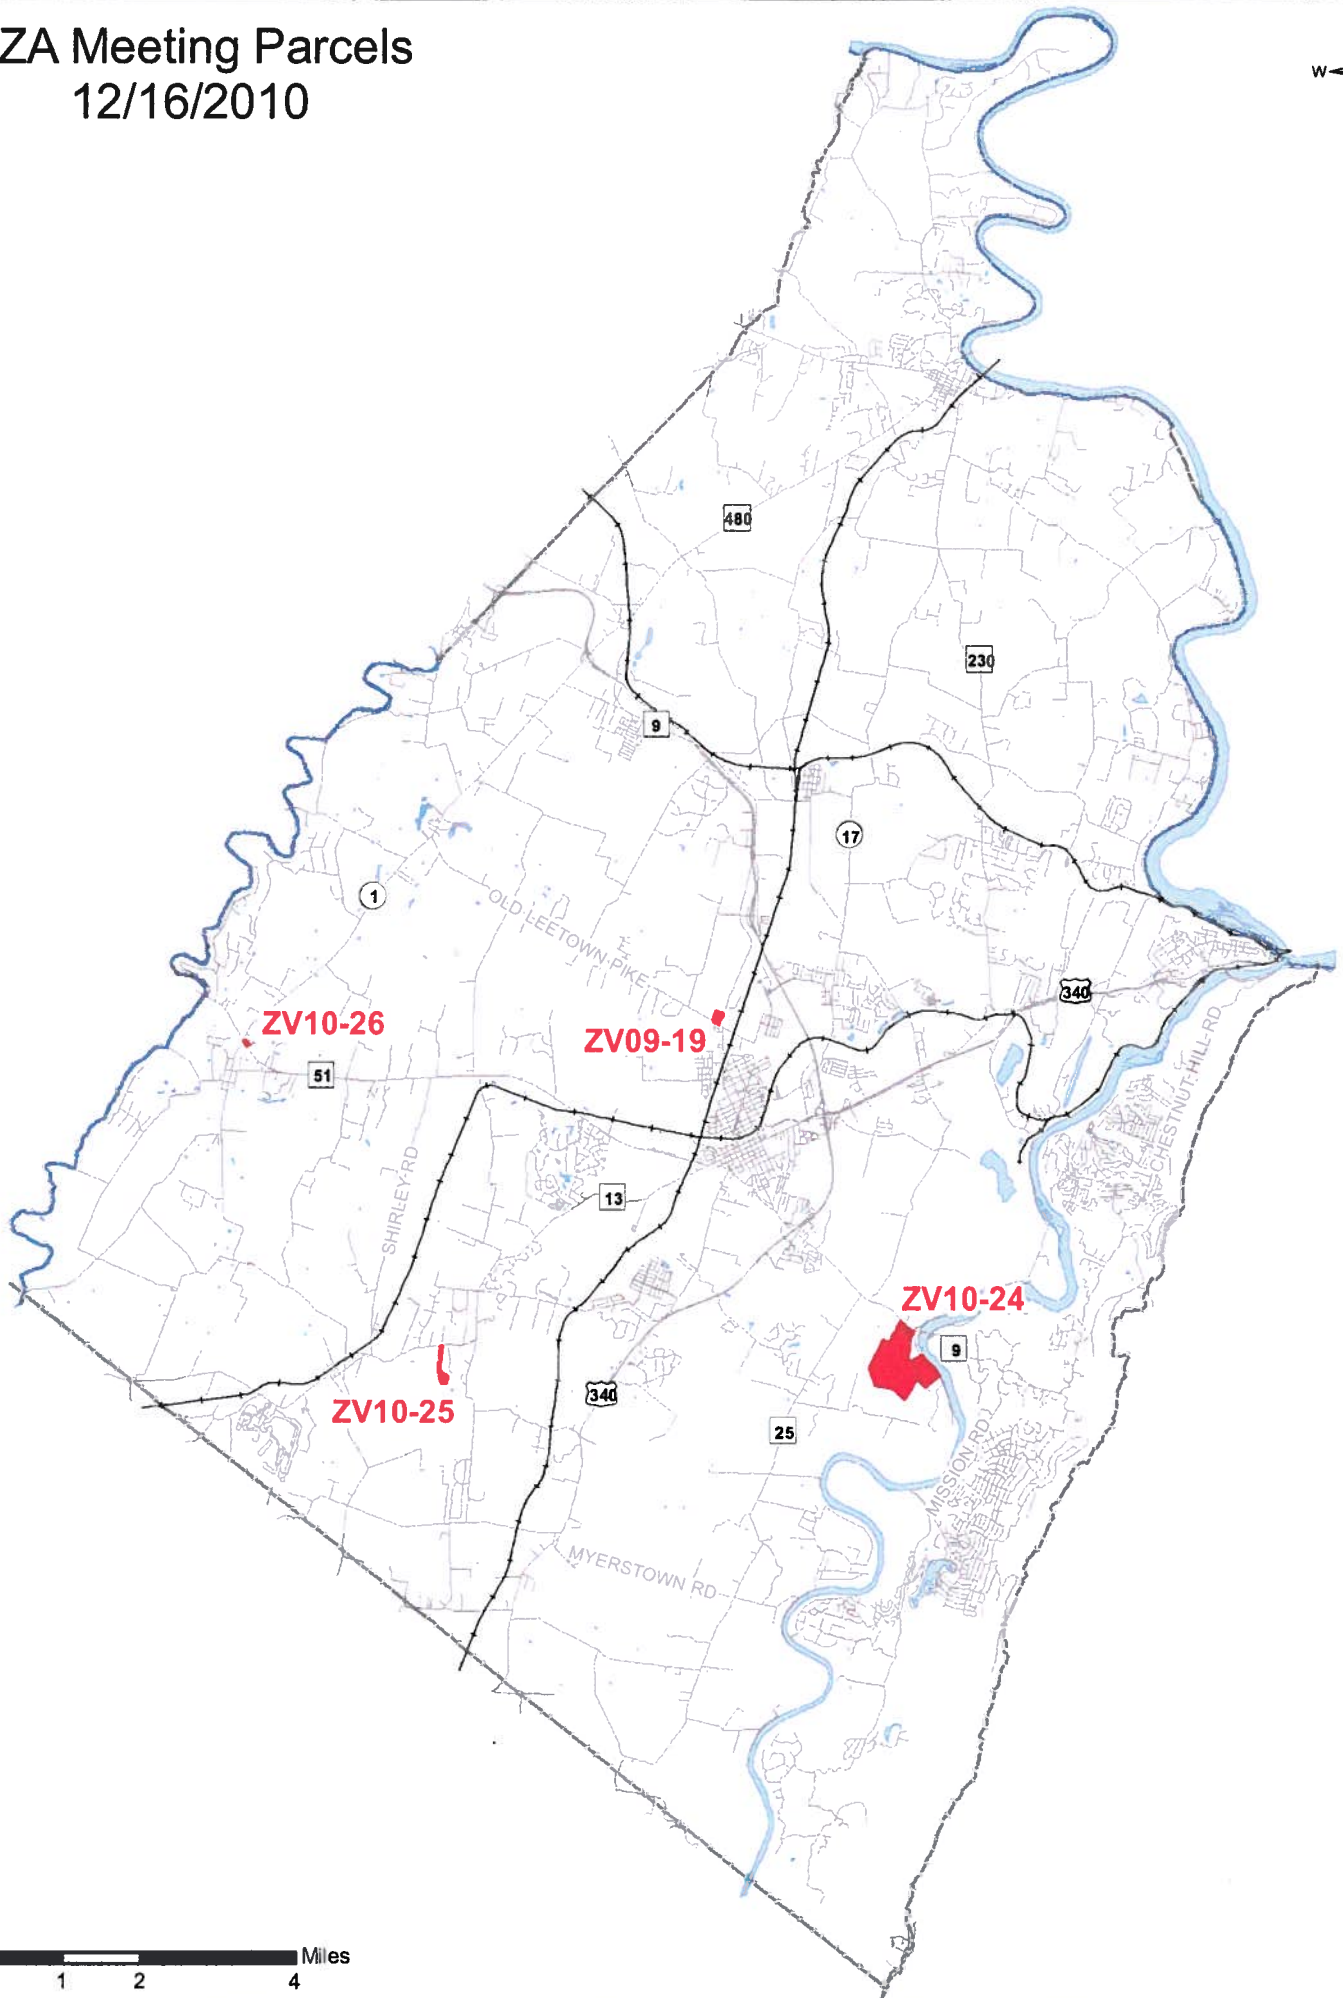 ZA Meeting Parcels
12/16/2010
W
480
230
9
17
1
OLD LEETOWN PIKE
340
ZV10-26
ZV09-19
51
CHESTNUT HILL RD
SHIRLEY RD
13
ZV10-24
9
ZV10-25
340
25
MISSION RD
MYERSTOWN RD
Miles
1 2 4